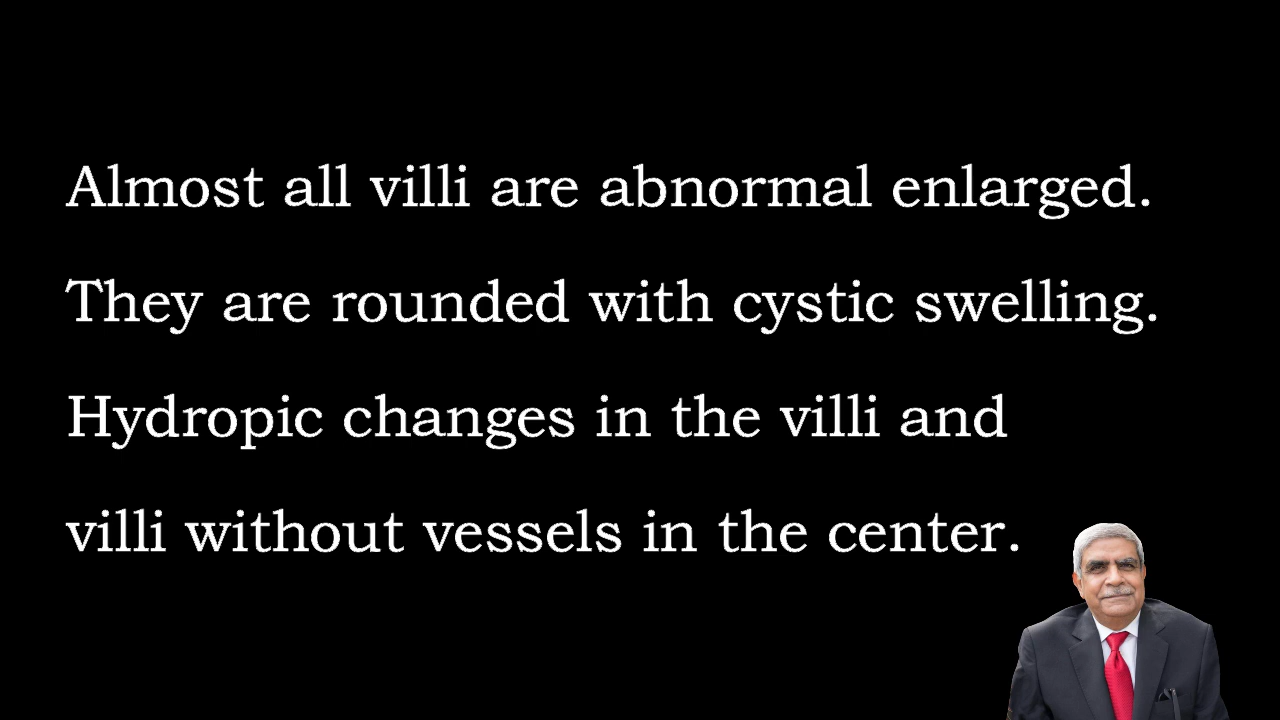 Almost all villi are abnormal enlarged.
They are rounded with cystic swelling.
Hydropic changes in the villi and
villi without vessels in the center.